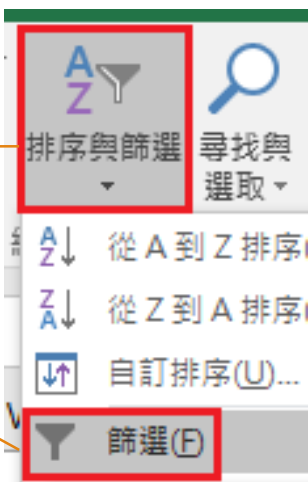 排序與篩選
尋找與
選取
從 A 到 Z 排序(
從 Z 到 A 排序(
自訂排序(U)...
篩選(F)